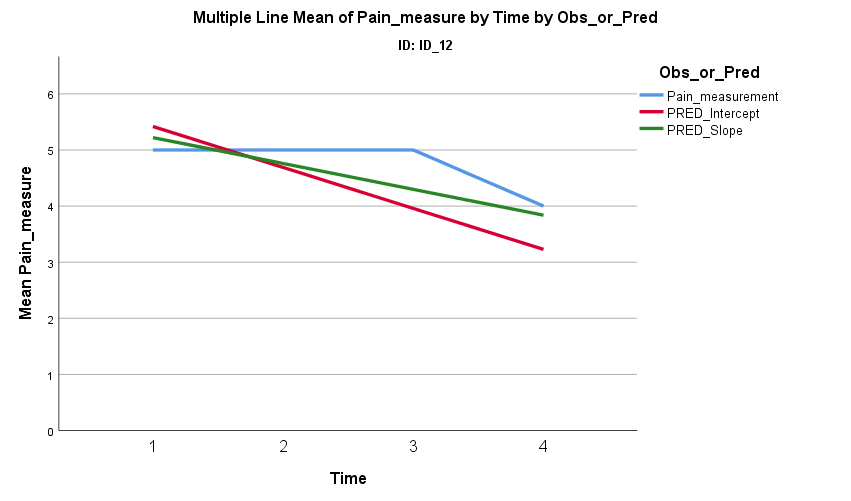 Multiple Line Mean of Pain_measure by Time by Obs_or_Pred
ID: ID_12
Obs_or_Pred
Pain_measurement
PRED_Intercept
PRED_Slope
Mean Pain_measure
6
5
4
3
2
1
0
1 2 3 4
Time